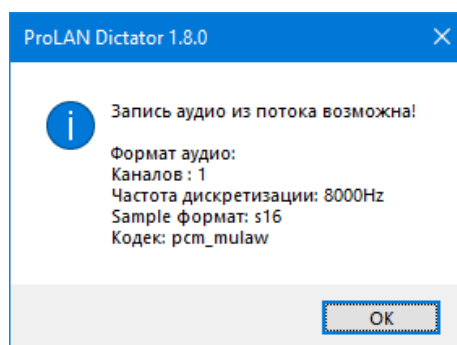 ProLAN Dictator 1.8.0
Запись аудио из потока возможна!
Формат аудио:
Каналов : 1
Частота дискретизации: 8000Hz
Sample формат: s16
Кодек: pcm_mulaw
OK